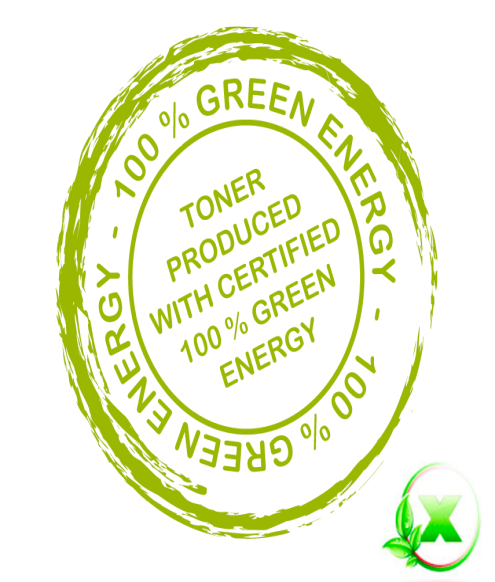 100 % GREEN ENERGY - 100 % GREEN ENERGY -
TONER
PRODUCED
WITH CERTIFIED
100 % GREEN
ENERGY
X